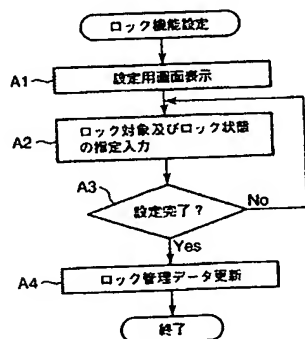 ロック機能設定
A1
設定用画面表示
A2
ロック対象及びロック状態
の指定入力
A3
設定完了?
No
Yes
A4
ロック管理データ更新
終了